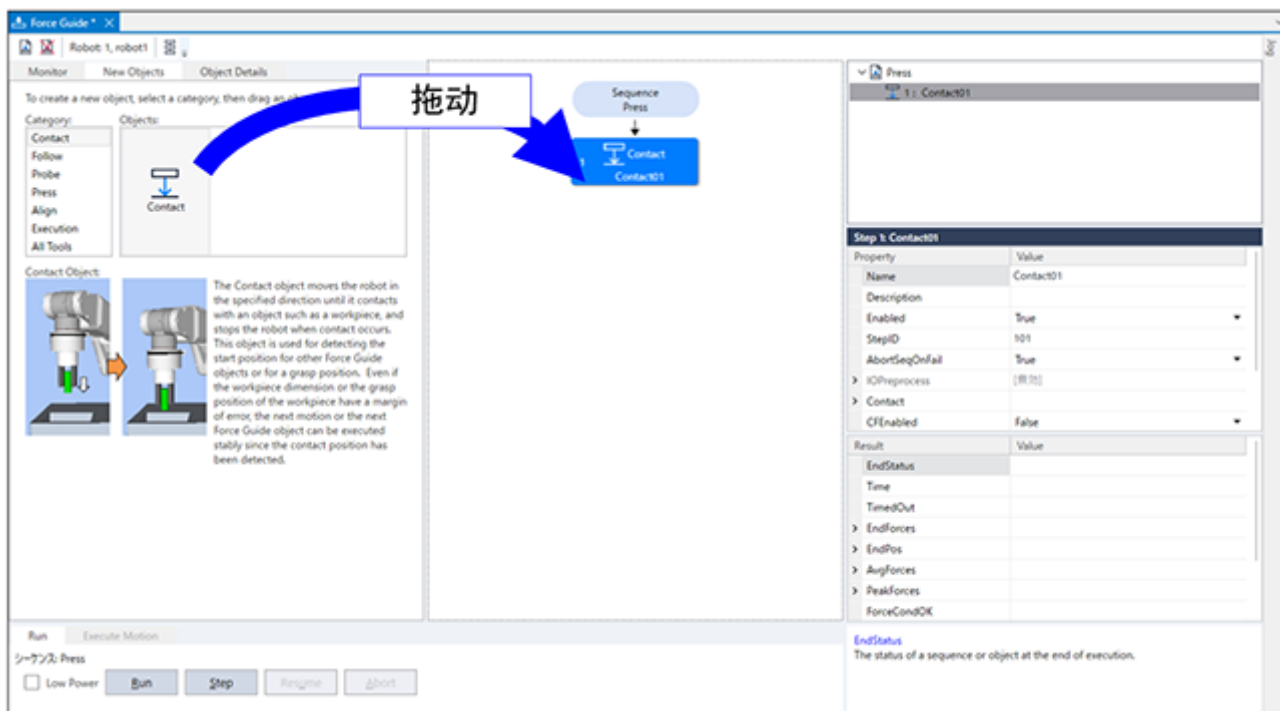 Force Guide *
Robot: 1, robot1
Jog
Monitor
New Objects
Object Details
To create a new object, select a category, then drag an
Category:
Objects:
Contact
Follow
Probe
Press
Align
Execution
All Tools
Contact
拖动
Contact Object:
The Contact object moves the robot in
the specified direction until it contacts
with an object such as a workpiece, and
stops the robot when contact occurs.
This object is used for detecting the
start position for other Force Guide
objects or for a grasp position. Even if
the workpiece dimension or the grasp
position of the workpiece have a margin
of error, the next motion or the next
Force Guide object can be executed
stably since the contact position has
been detected.
Sequence
Press
1
Contact
Contact01
Press
1 : Contact01
Step 1: Contact01
Property Value
Name Contact01
Description
Enabled True
StepID 101
AbortSeqOnFail True
IOPreprocess [無効]
Contact
CFEnabled False
Result Value
EndStatus
Time
TimedOut
EndForces
EndPos
AvgForces
PeakForces
ForceCondOK
EndStatus
The status of a sequence or object at the end of execution.
Run
Execute Motion
シーケンス: Press
Low Power
Run
Step
Resume
Abort